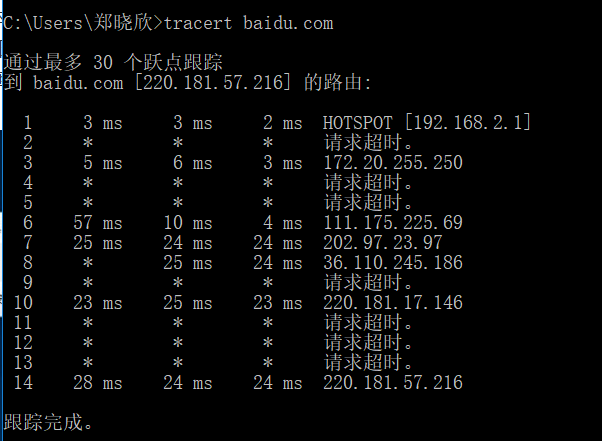 C:\Users\郑晓欣>tracert baidu.com
通过最多 30 个跃点跟踪
到 baidu.com [220.181.57.216] 的路由:
1 3 ms 3 ms 2 ms HOTSPOT [192.168.2.1]
2 * * * 请求超时。
3 5 ms 6 ms 3 ms 172.20.255.250
4 * * * 请求超时。
5 * * * 请求超时。
6 57 ms 10 ms 4 ms 111.175.225.69
7 25 ms 24 ms 24 ms 202.97.23.97
8 * 25 ms 24 ms 36.110.245.186
9 * * * 请求超时。
10 23 ms 25 ms 23 ms 220.181.17.146
11 * * * 请求超时。
12 * * * 请求超时。
13 * * * 请求超时。
14 28 ms 24 ms 24 ms 220.181.57.216
跟踪完成。